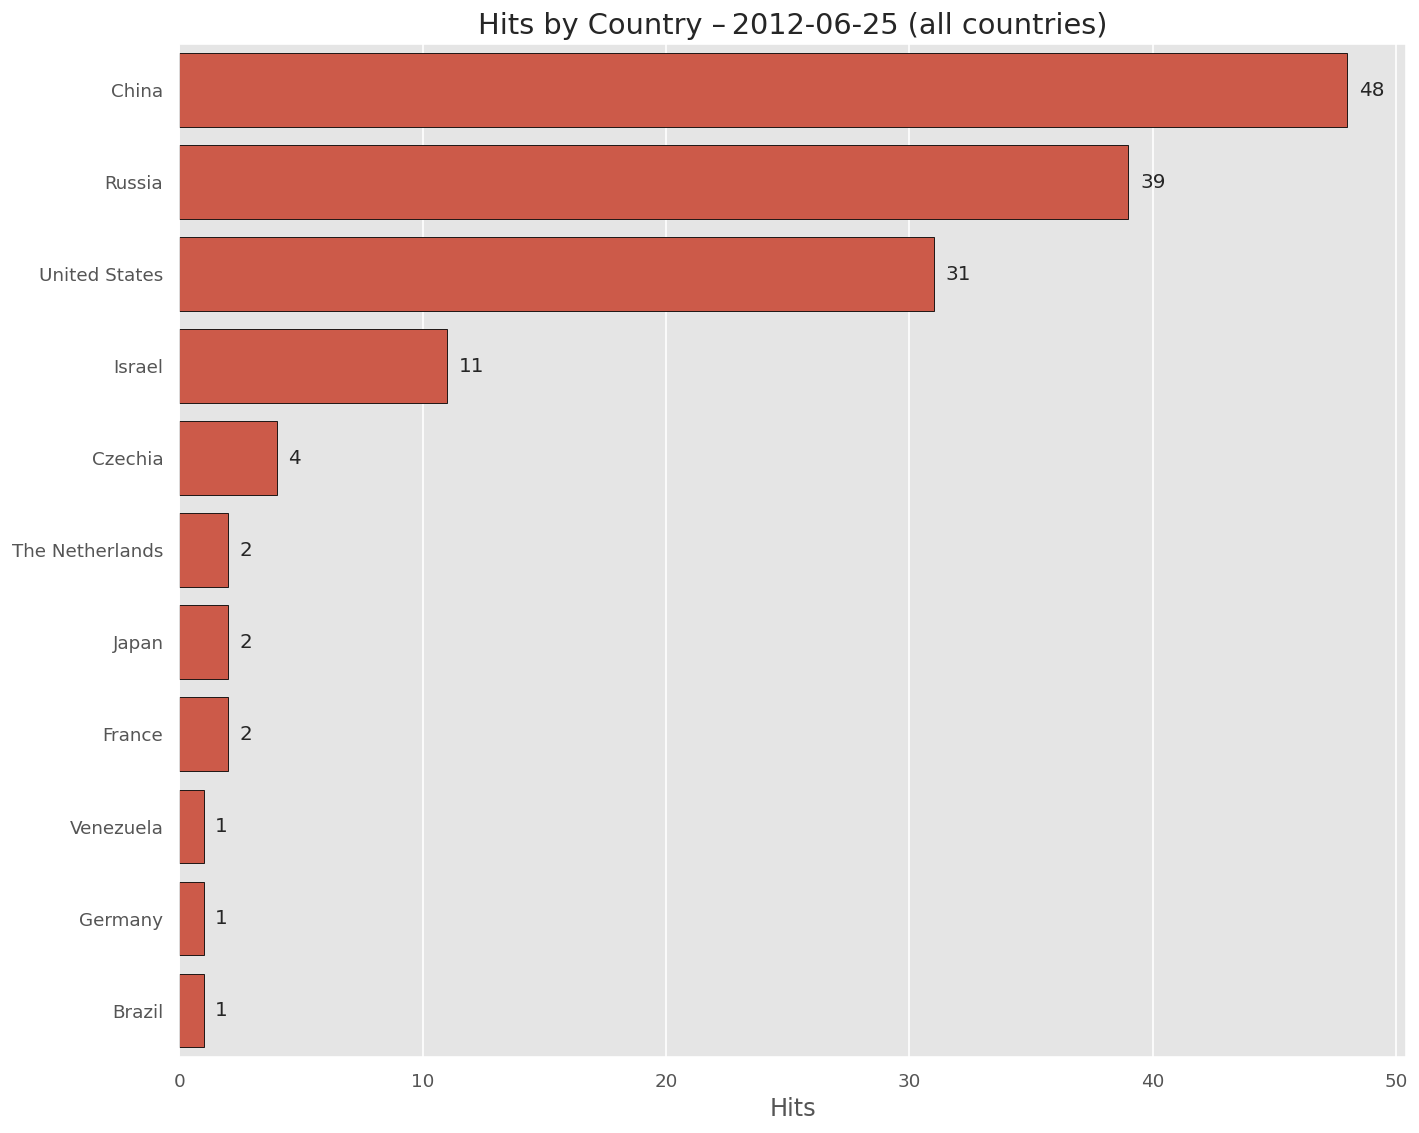 Hits by Country – 2012-06-25 (all countries)
China 48
Russia 39
United States 31
Israel 11
Czechia 4
The Netherlands 2
Japan 2
France 2
Venezuela 1
Germany 1
Brazil 1
0 10 20 30 40 50
Hits